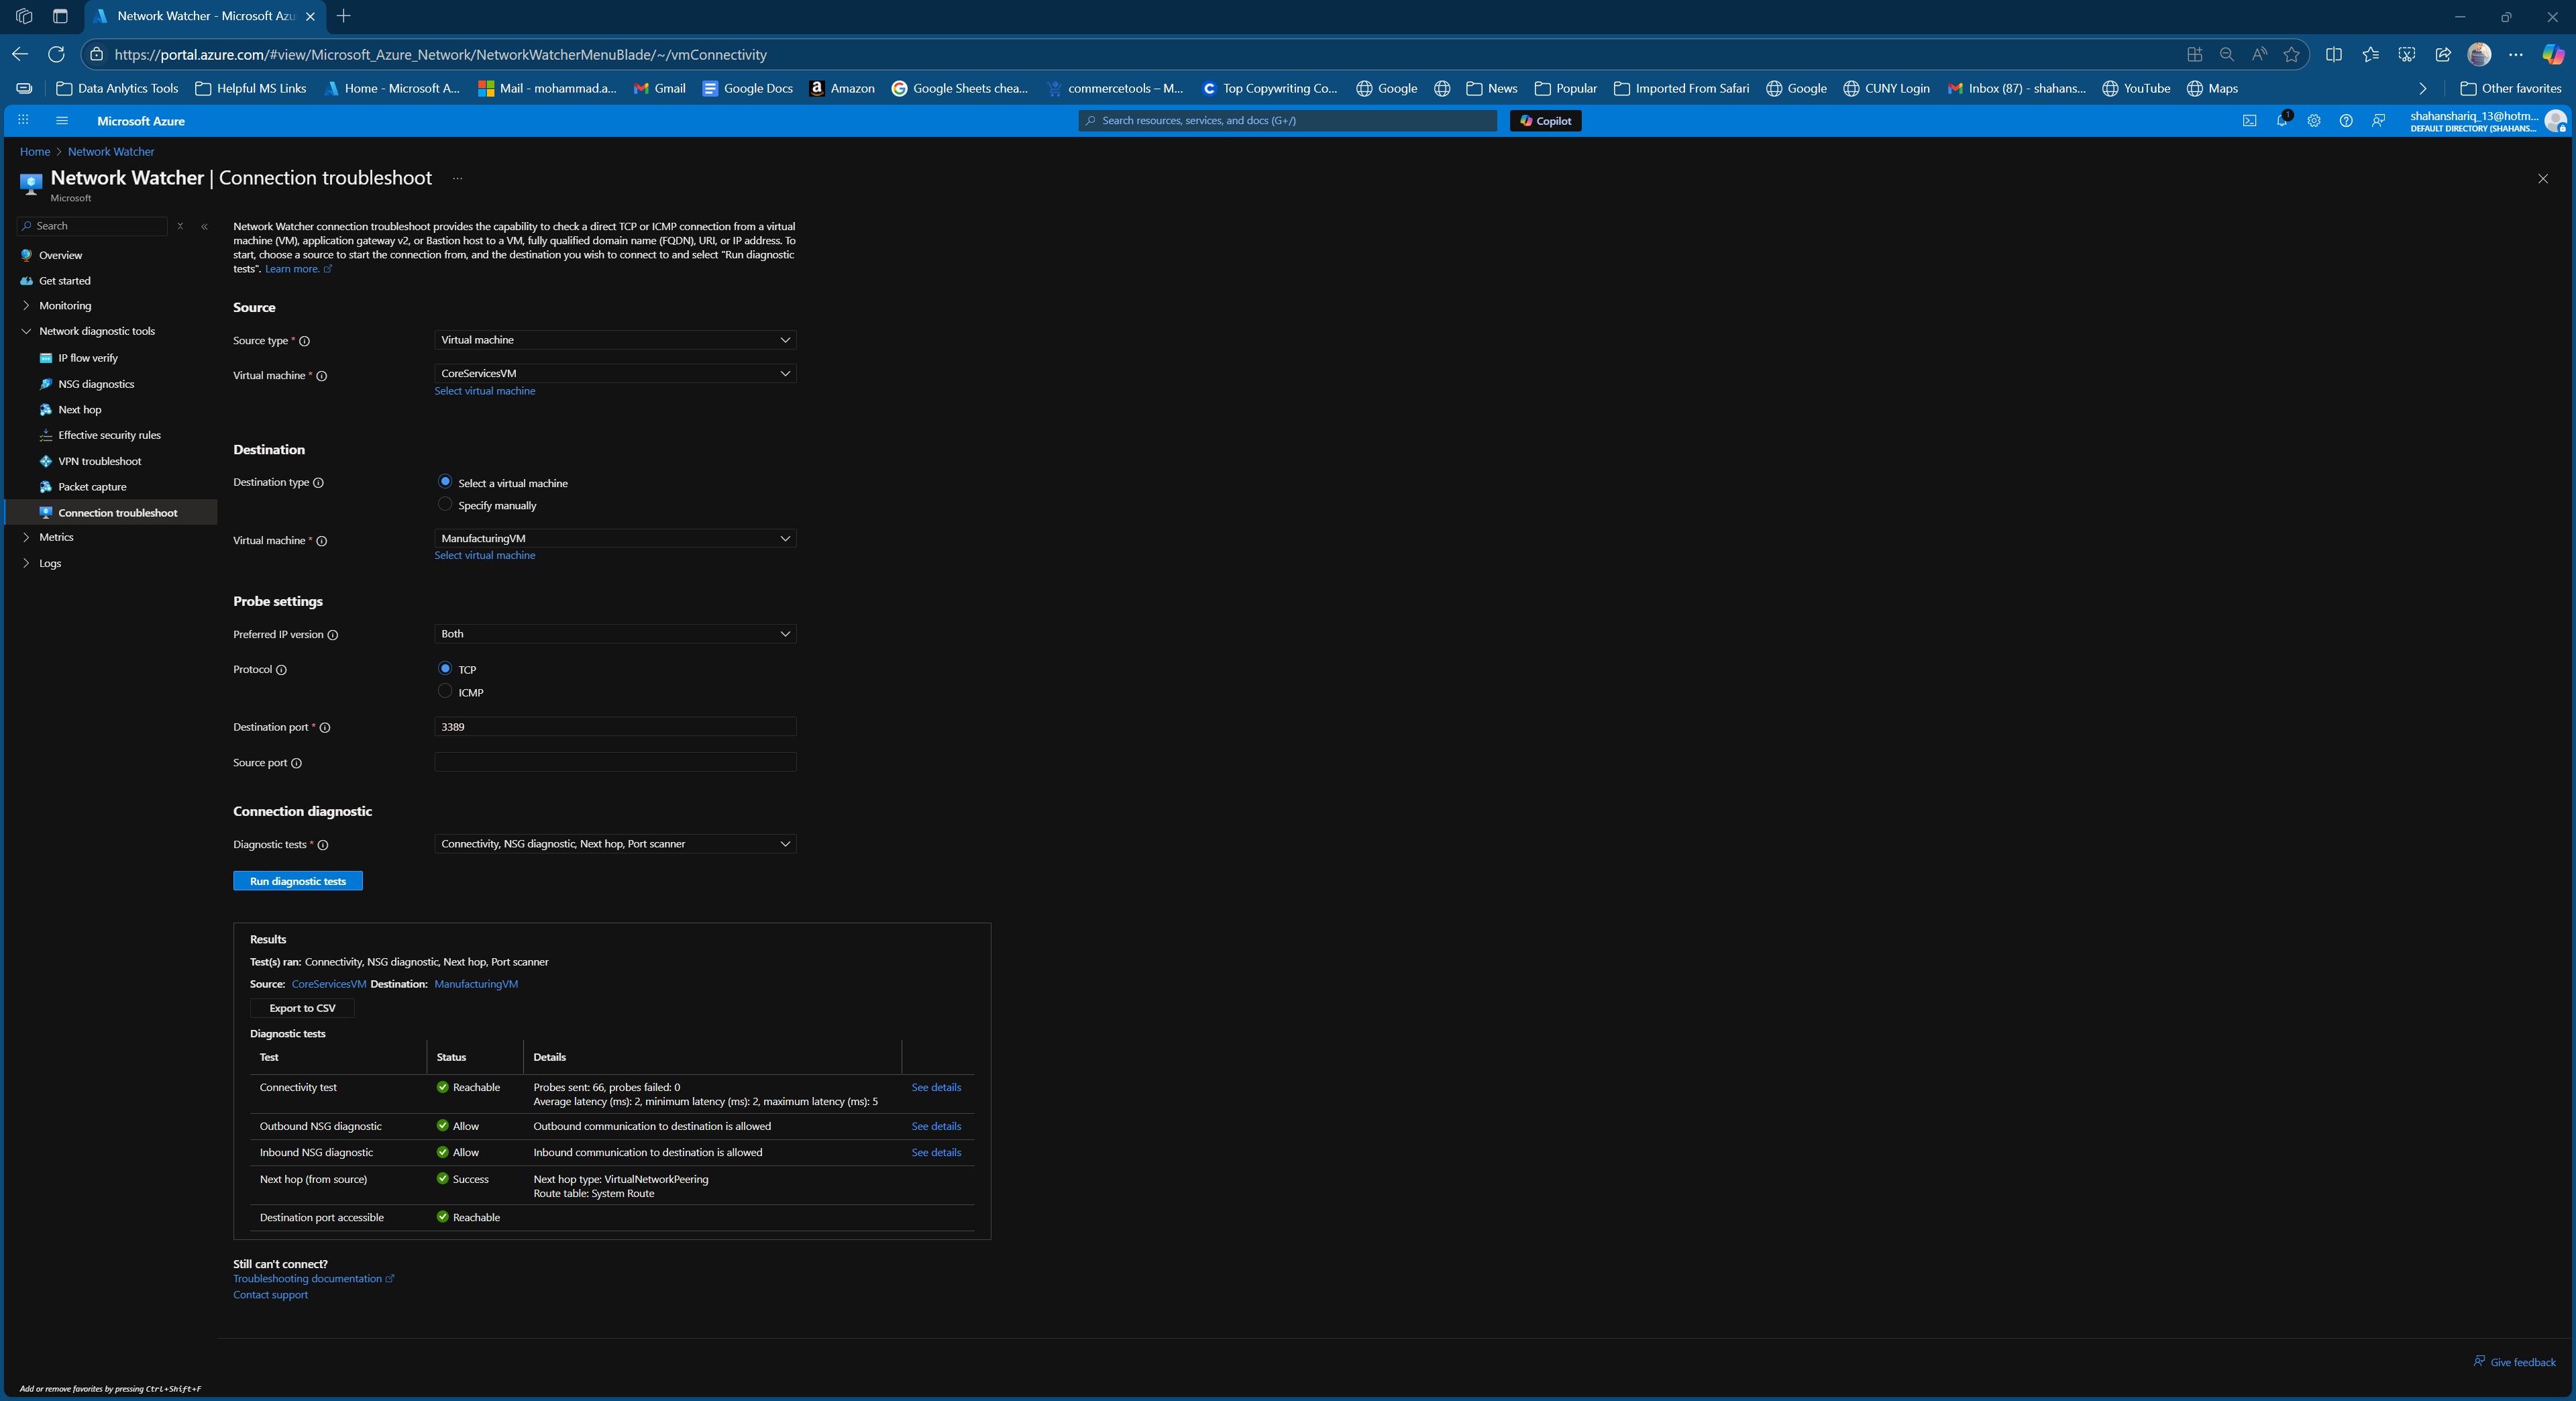 Network Watcher - Microsoft Azu
https://portal.azure.com/#view/Microsoft_Azure_Network/NetworkWatcherMenuBlade/~/vmConnectivity
Data Anlytics Tools
Helpful MS Links
Home - Microsoft A...
Mail - mohammad.a...
Gmail
Google Docs
Amazon
Google Sheets chea...
commercetools – M...
Top Copywriting Co...
Google
News
Popular
Imported From Safari
Google
CUNY Login
Inbox (87) - shahans...
YouTube
Maps
Other favorites
Microsoft Azure
Search resources, services, and docs (G+/)
Copilot
1
shahanshariq_13@hotm...
DEFAULT DIRECTORY (SHAHANS...
Home > Network Watcher
Network Watcher | Connection troubleshoot ...
Microsoft
Search
Overview
Get started
Monitoring
Network diagnostic tools
IP flow verify
NSG diagnostics
Next hop
Effective security rules
VPN troubleshoot
Packet capture
Connection troubleshoot
Metrics
Logs
Network Watcher connection troubleshoot provides the capability to check a direct TCP or ICMP connection from a virtual
machine (VM), application gateway v2, or Bastion host to a VM, fully qualified domain name (FQDN), URI, or IP address. To
start, choose a source to start the connection from, and the destination you wish to connect to and select "Run diagnostic
tests". Learn more.
Source
Source type *
Virtual machine
Virtual machine *
CoreServicesVM
Select virtual machine
Destination
Destination type
Select a virtual machine
Specify manually
Virtual machine *
ManufacturingVM
Select virtual machine
Probe settings
Preferred IP version
Both
Protocol
TCP
ICMP
Destination port *
3389
Source port
Connection diagnostic
Diagnostic tests *
Connectivity, NSG diagnostic, Next hop, Port scanner
Run diagnostic tests
Results
Test(s) ran: Connectivity, NSG diagnostic, Next hop, Port scanner
Source: CoreServicesVM Destination: ManufacturingVM
Export to CSV
Diagnostic tests
Test Status Details
Connectivity test Reachable Probes sent: 66, probes failed: 0 See details
Average latency (ms): 2, minimum latency (ms): 2, maximum latency (ms): 5
Outbound NSG diagnostic Allow Outbound communication to destination is allowed See details
Inbound NSG diagnostic Allow Inbound communication to destination is allowed See details
Next hop (from source) Success Next hop type: VirtualNetworkPeering
Route table: System Route
Destination port accessible Reachable
Still can't connect?
Troubleshooting documentation
Contact support
Give feedback
Add or remove favorites by pressing Ctrl+Shift+F